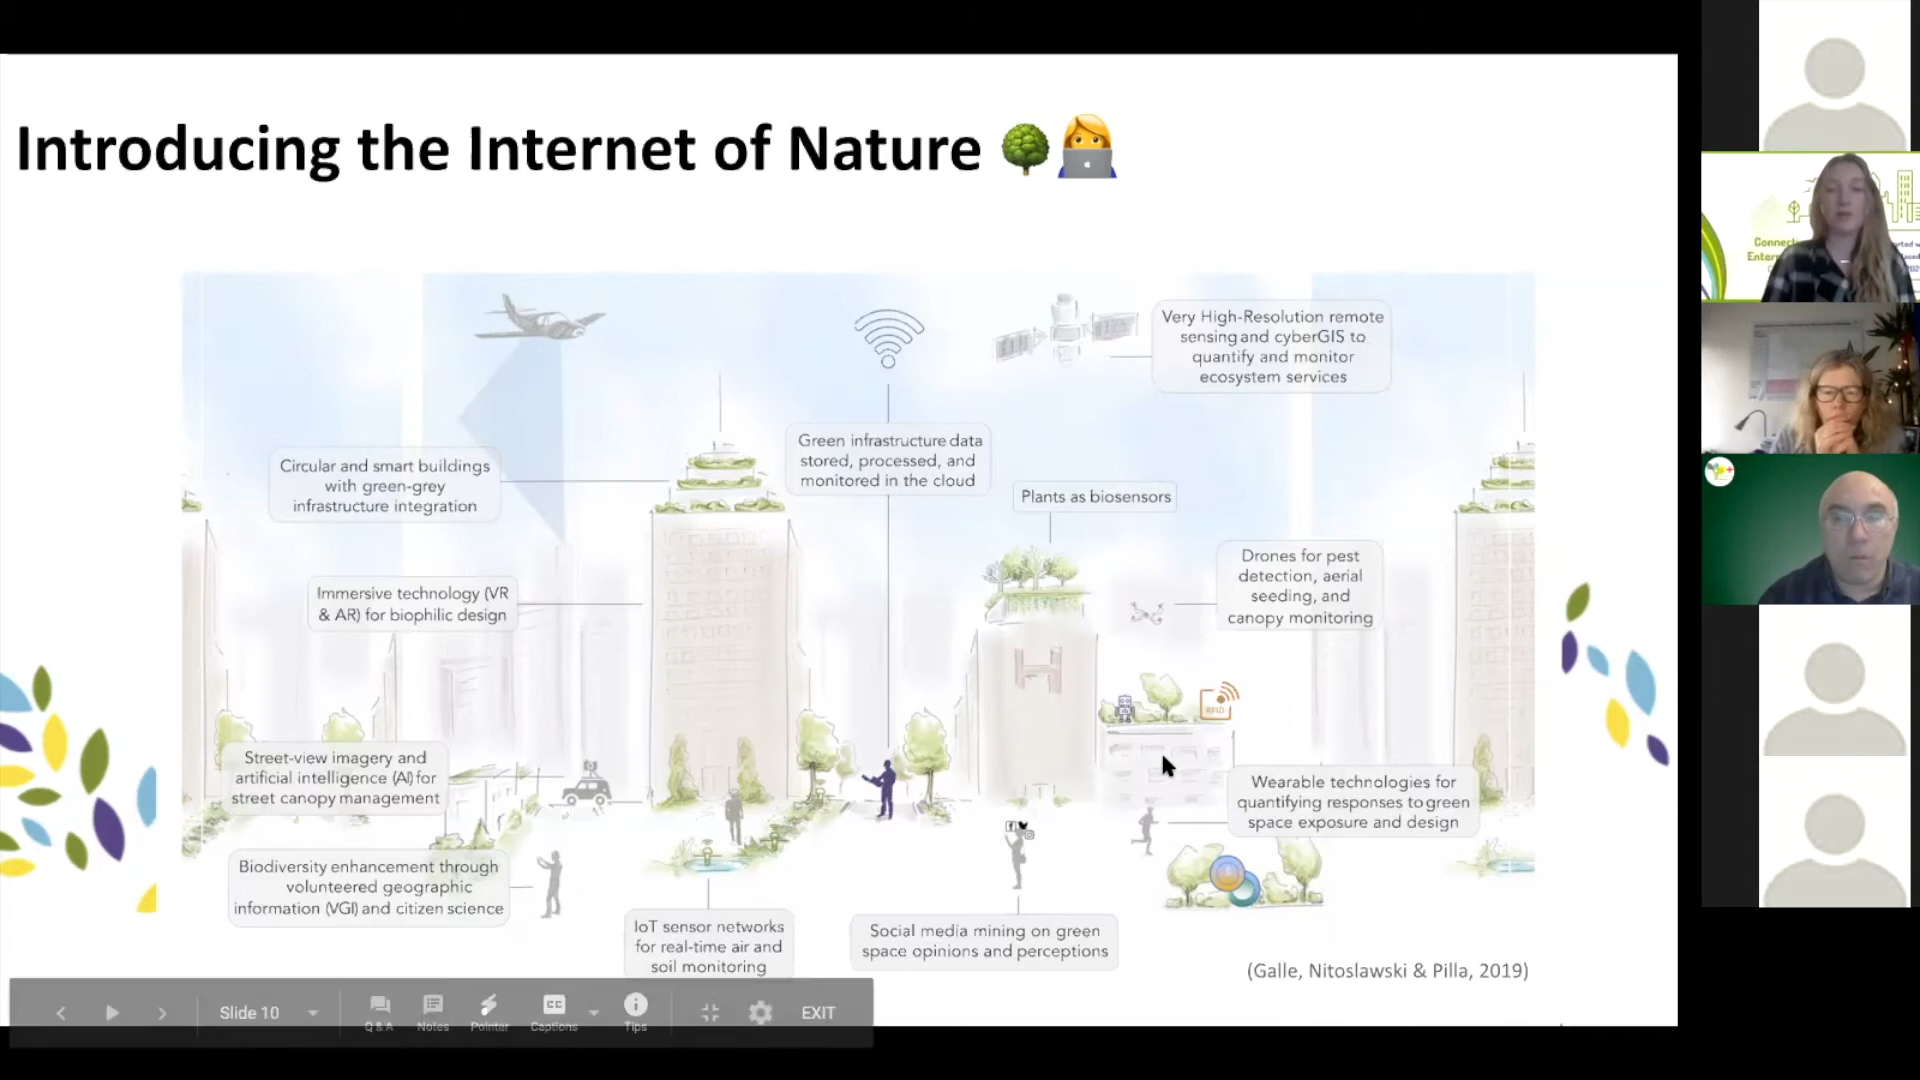 Introducing the Internet of Nature
Very High-Resolution remote
sensing and cyberGIS to
quantify and monitor
ecosystem services
Green infrastructure data
stored, processed, and
monitored in the cloud
Circular and smart buildings
with green-grey
infrastructure integration
Plants as biosensors
Drones for pest
detection, aerial
seeding, and
canopy monitoring
Immersive technology (VR
& AR) for biophilic design
H
RFID
Street-view imagery and
artificial intelligence (AI) for
street canopy management
Wearable technologies for
quantifying responses to green
space exposure and design
Biodiversity enhancement through
volunteered geographic
information (VGI) and citizen science
IoT sensor networks
for real-time air and
soil monitoring
Social media mining on green
space opinions and perceptions
(Galle, Nitoslawski & Pilla, 2019)
Slide 10
Q & A
Notes
Pointer
CC
Captions
Tips
EXIT